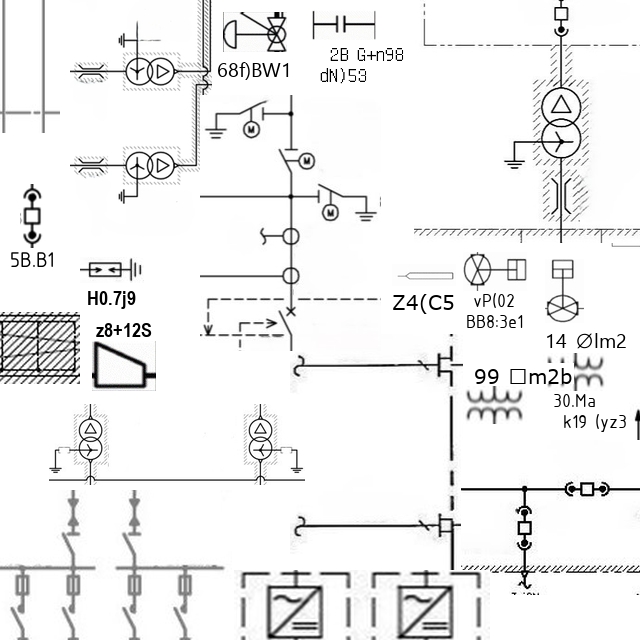 68f)BW1
2B G+n98
dN)53
M
M
M
5B.B1
H0.7j9
Z4(C5
vP(02
BB8:3e1
z8+12S
14 Ølm2
99 □m2b
30.Ma
k19 (yz3